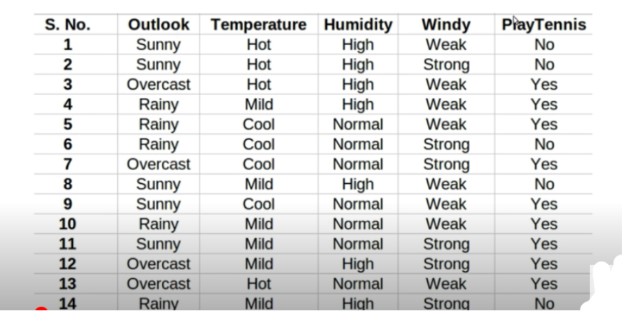 S. No. Outlook Temperature Humidity Windy PlayTennis
1 Sunny Hot High Weak No
2 Sunny Hot High Strong No
3 Overcast Hot High Weak Yes
4 Rainy Mild High Weak Yes
5 Rainy Cool Normal Weak Yes
6 Rainy Cool Normal Strong No
7 Overcast Cool Normal Strong Yes
8 Sunny Mild High Weak No
9 Sunny Cool Normal Weak Yes
10 Rainy Mild Normal Weak Yes
11 Sunny Mild Normal Strong Yes
12 Overcast Mild High Strong Yes
13 Overcast Hot Normal Weak Yes
14 Rainy Mild High Strong No